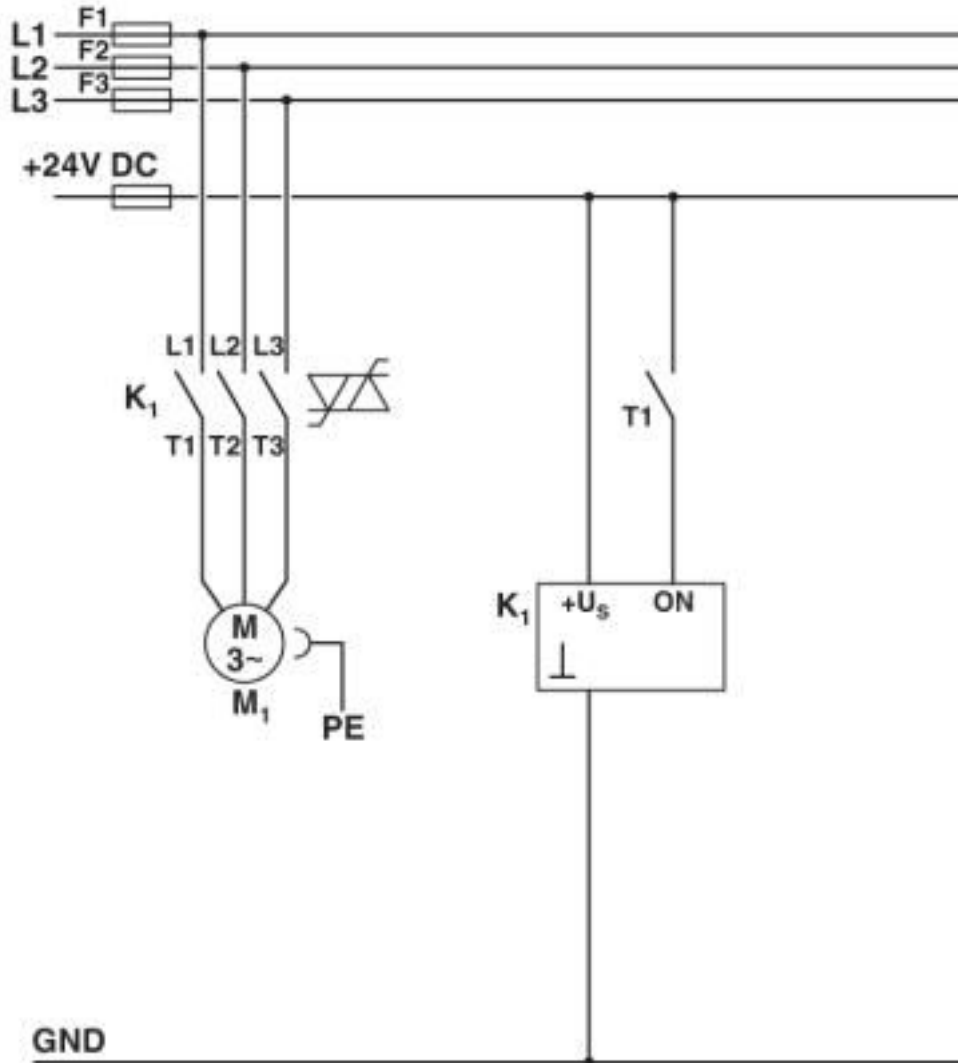 F1
L1
F2
L2
F3
L3
+24V DC
L1 L2 L3
K₁
T1
T1 T2 T3
K₁ +Uₛ ON
M
3~
M₁
PE
GND